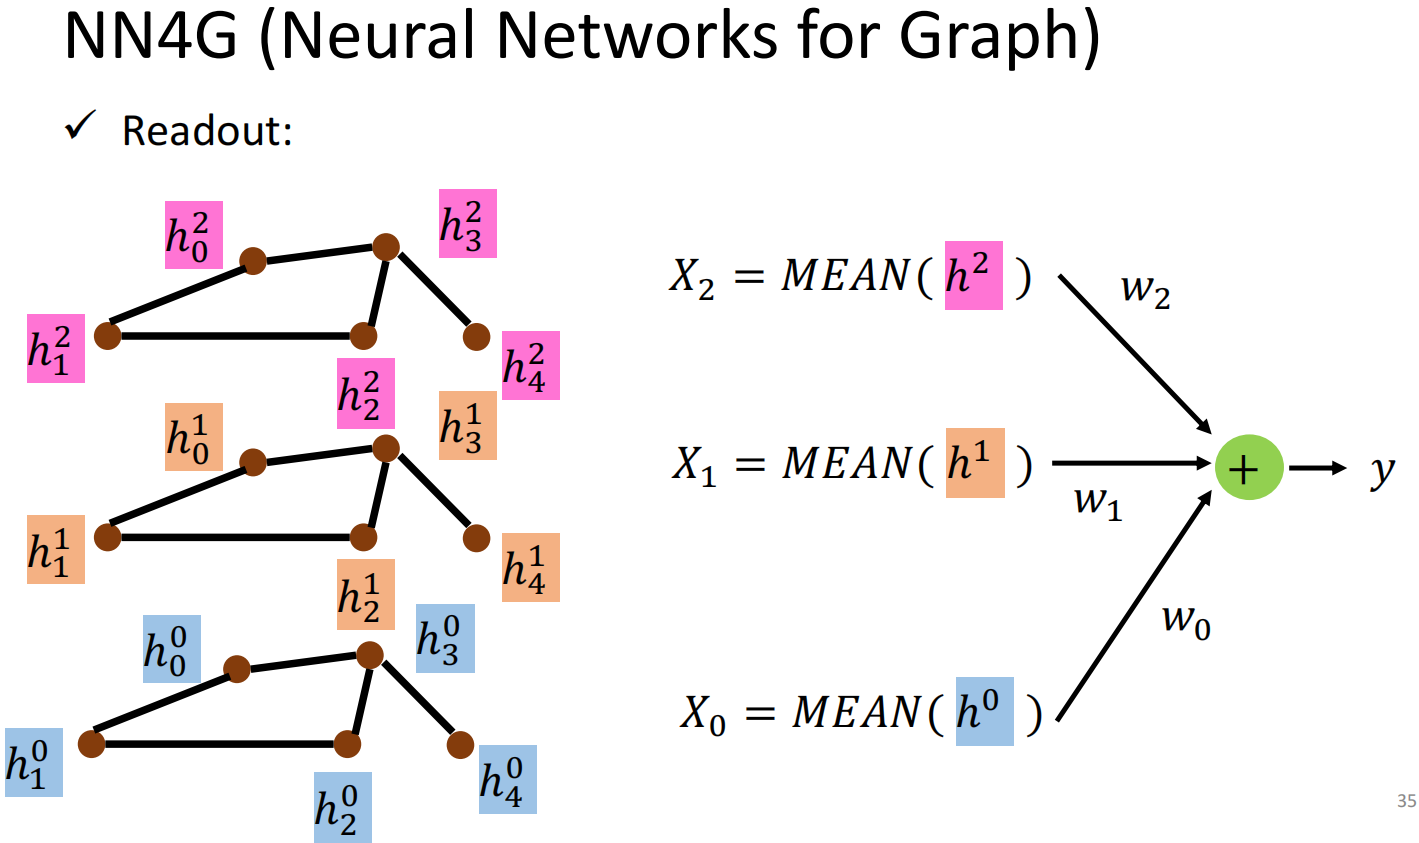 NN4G (Neural Networks for Graph)
✓ Readout:
h_0^2
h_3^2
h_1^2
h_2^2
h_4^2
h_0^1
h_3^1
h_1^1
h_2^1
h_4^1
h_0^0
h_3^0
h_1^0
h_2^0
h_4^0
X_2 = MEAN( h^2 )
w_2
X_1 = MEAN( h^1 )
w_1
+
y
w_0
X_0 = MEAN( h^0 )
35